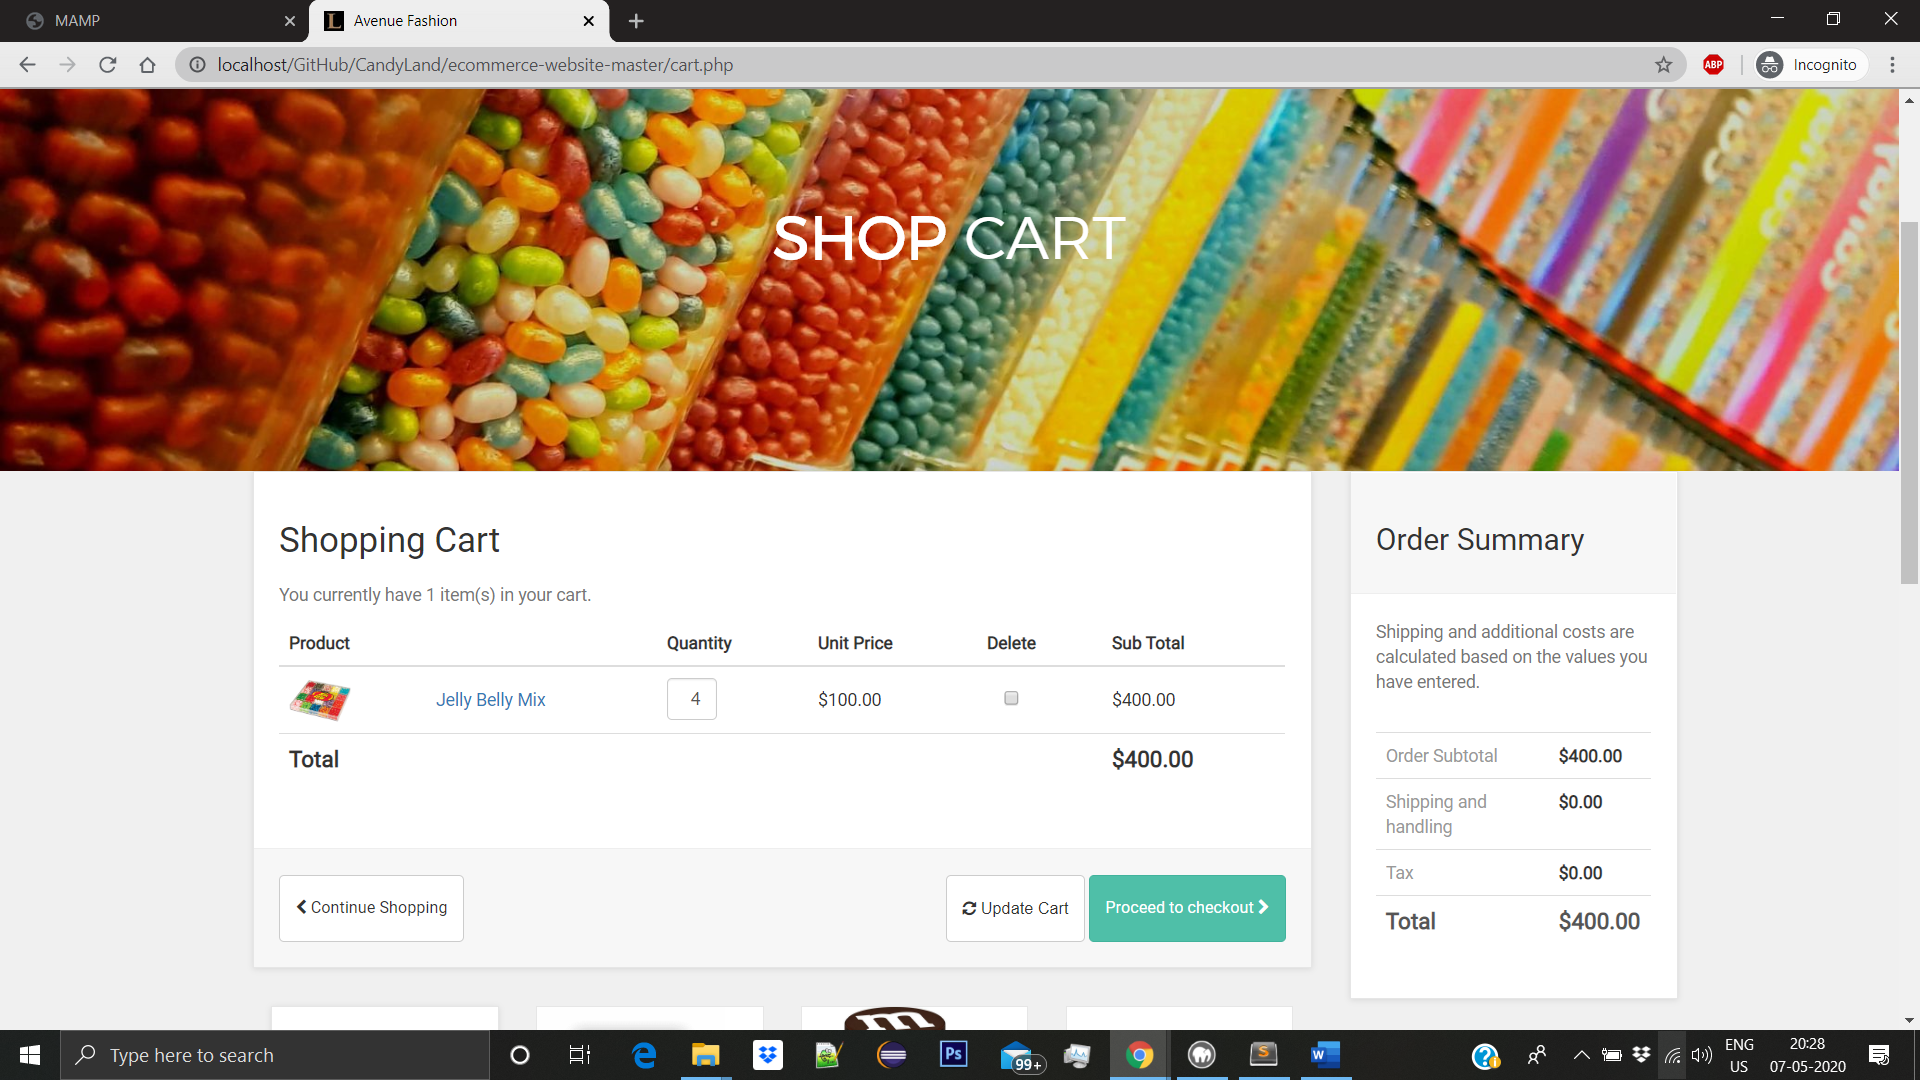 MAMP
L Avenue Fashion
localhost/GitHub/CandyLand/ecommerce-website-master/cart.php
ABP
Incognito
SHOP CART
Shopping Cart
You currently have 1 item(s) in your cart.
Product Quantity Unit Price Delete Sub Total
Jelly Belly Mix 4 $100.00 $400.00
Total $400.00
Continue Shopping
Update Cart
Proceed to checkout
Order Summary
Shipping and additional costs are
calculated based on the values you
have entered.
Order Subtotal $400.00
Shipping and $0.00
handling
Tax $0.00
Total $400.00
Type here to search
Ps
99+
S
W
ENG
US
20:28
07-05-2020